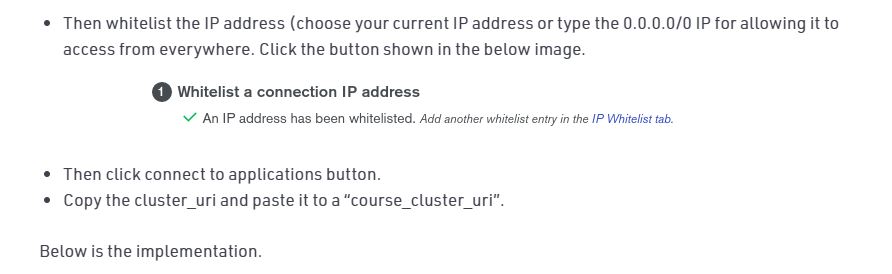 Then whitelist the IP address (choose your current IP address or type the 0.0.0.0/0 IP for allowing it to
access from everywhere. Click the button shown in the below image.
1 Whitelist a connection IP address
✓ An IP address has been whitelisted. Add another whitelist entry in the IP Whitelist tab.
Then click connect to applications button.
Copy the cluster_uri and paste it to a “course_cluster_uri”.
Below is the implementation.